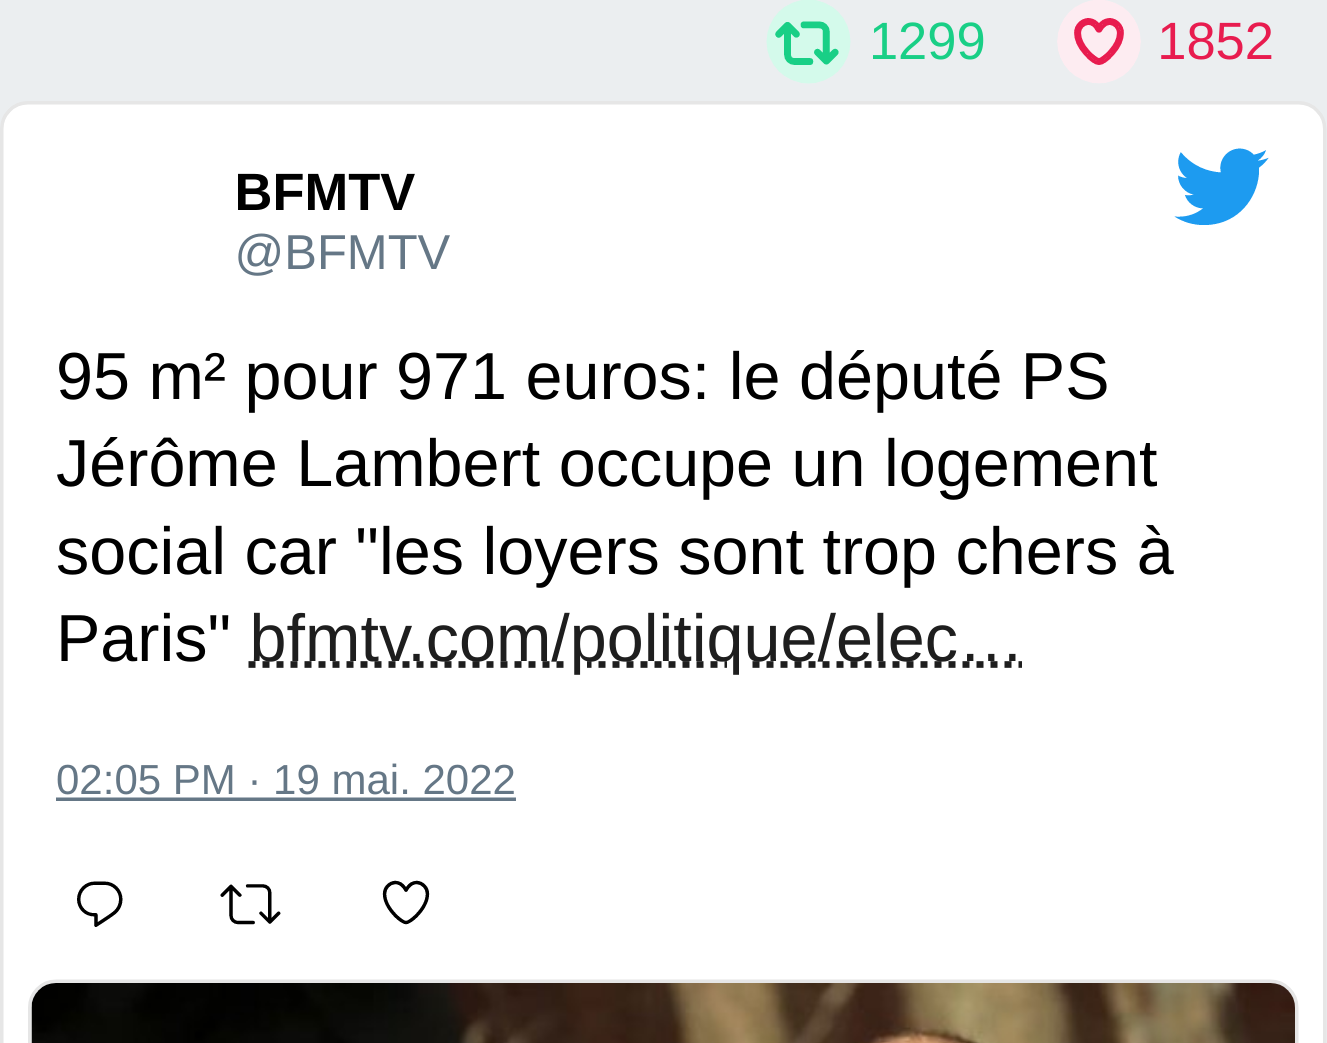 1299 1852
BFMTV
@BFMTV
95 m² pour 971 euros: le député PS
Jérôme Lambert occupe un logement
social car "les loyers sont trop chers à
Paris" bfmtv.com/politique/elec…
02:05 PM · 19 mai. 2022